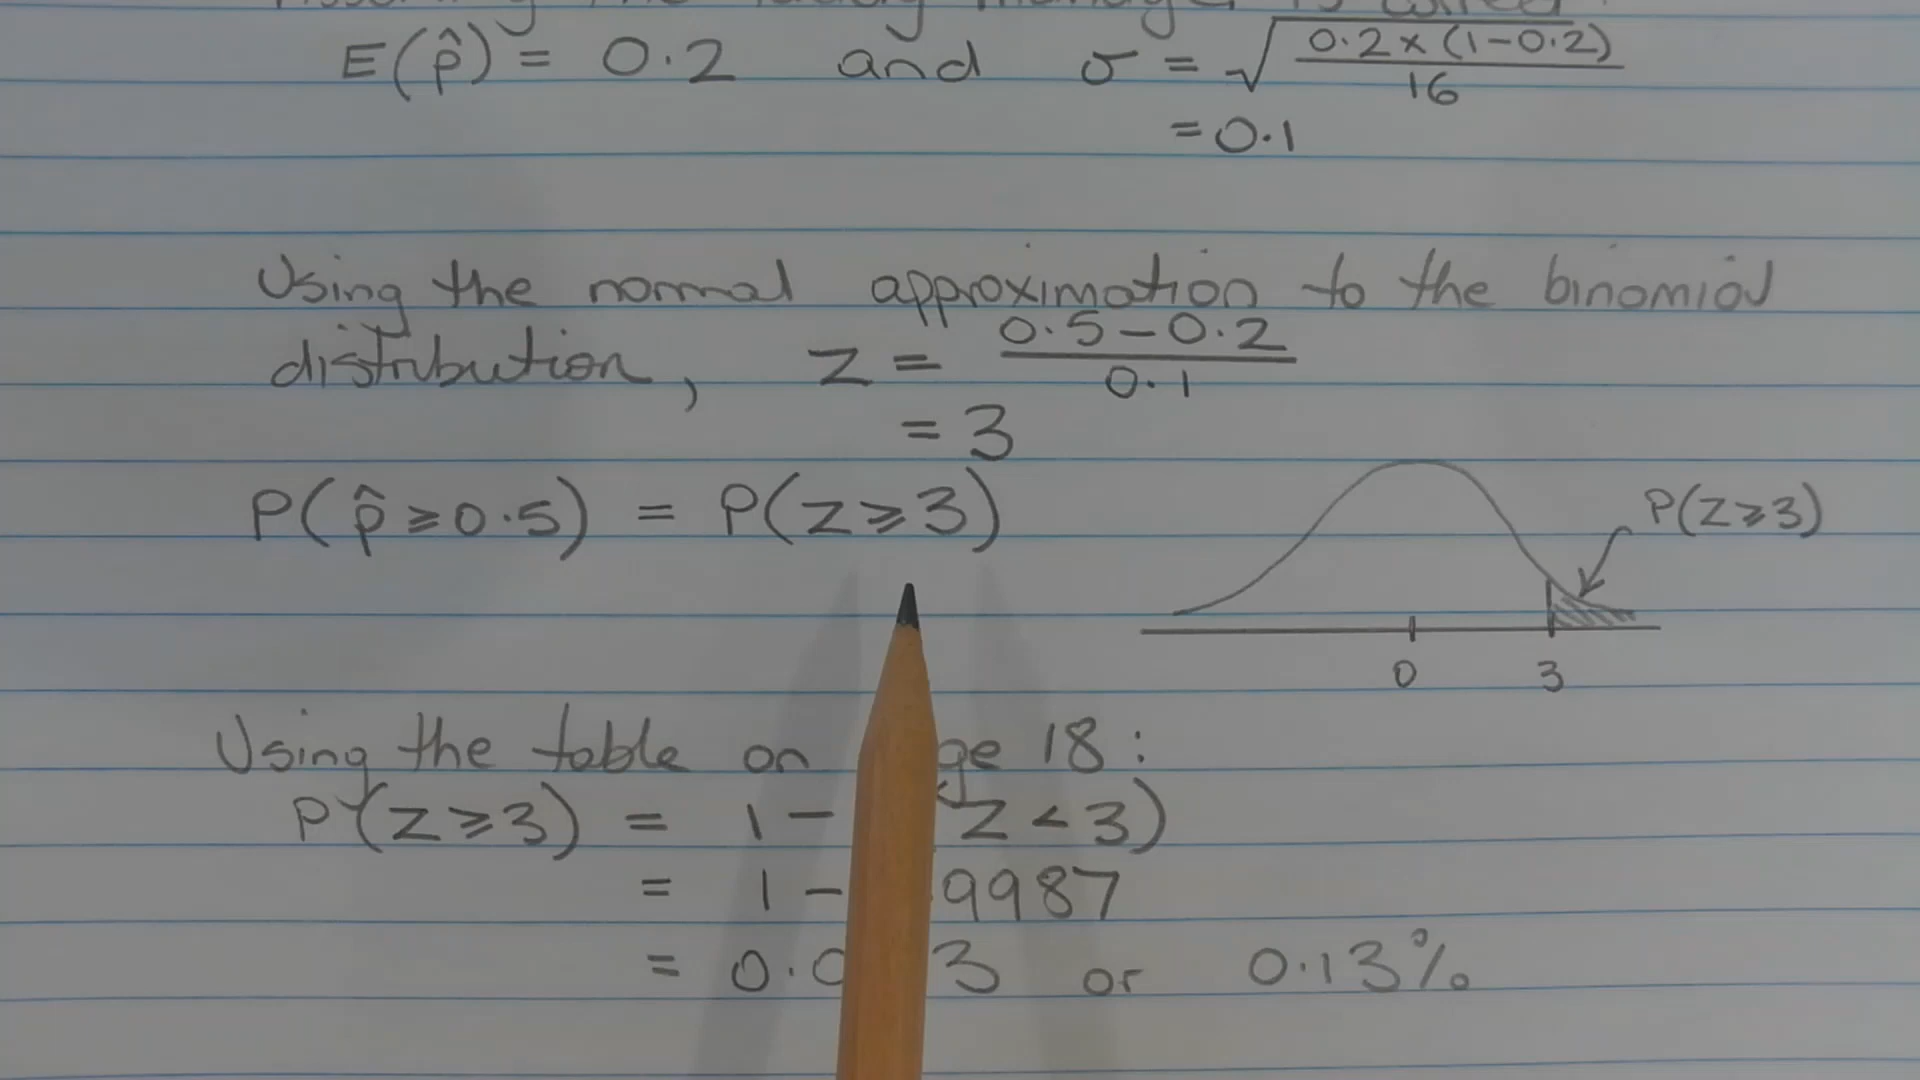 E(p̂) = 0.2 and σ = √(0.2×(1-0.2)/16)
= 0.1
Using the normal approximation to the binomial
distribution, z = (0.5-0.2)/0.1
= 3
P(p̂ ≥ 0.5) = P(z ≥ 3)
P(Z ≥ 3)
0 3
Using the table on ge 18:
P(z ≥ 3) = 1 - z < 3)
= 1 - 9987
= 0.0 3 or 0.13%